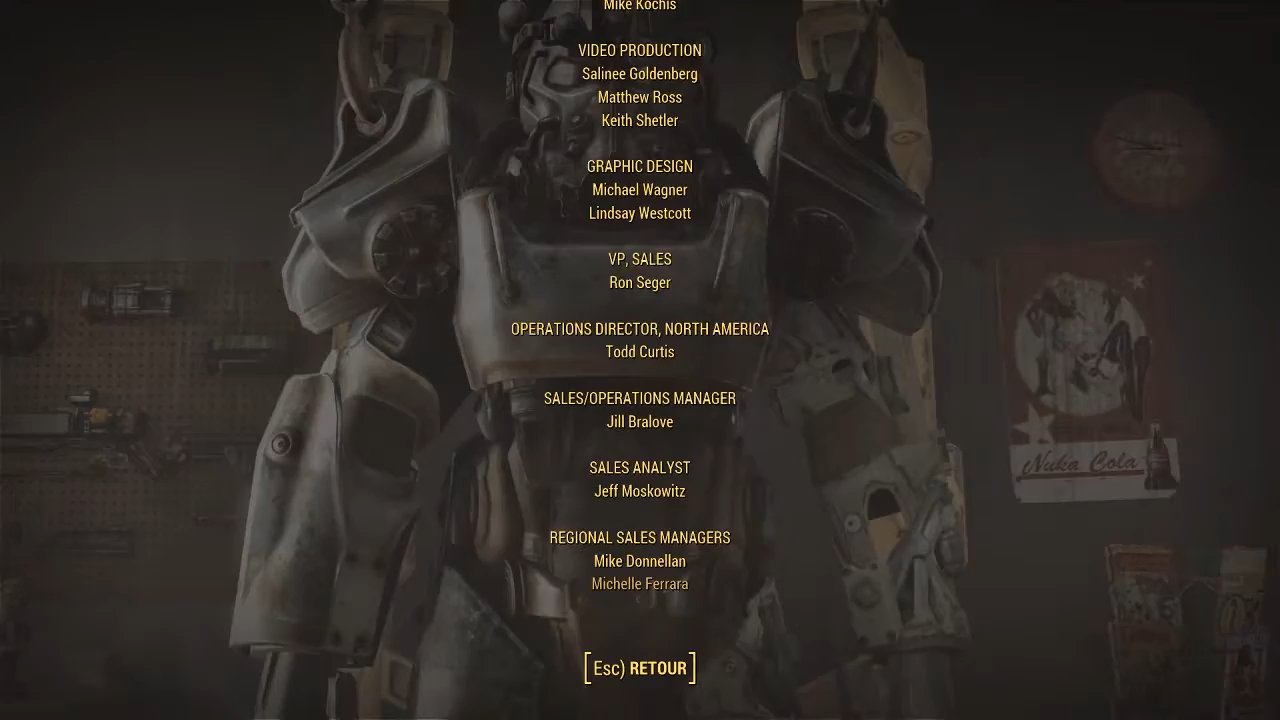 Mike Kochis
VIDEO PRODUCTION
Salinee Goldenberg
Matthew Ross
Keith Shetler
GRAPHIC DESIGN
Michael Wagner
Lindsay Westcott
VP, SALES
Ron Seger
OPERATIONS DIRECTOR, NORTH AMERICA
Todd Curtis
SALES/OPERATIONS MANAGER
Jill Bralove
SALES ANALYST
Jeff Moskowitz
REGIONAL SALES MANAGERS
Mike Donnellan
Michelle Ferrara
[Esc) RETOUR]
Nuka Cola